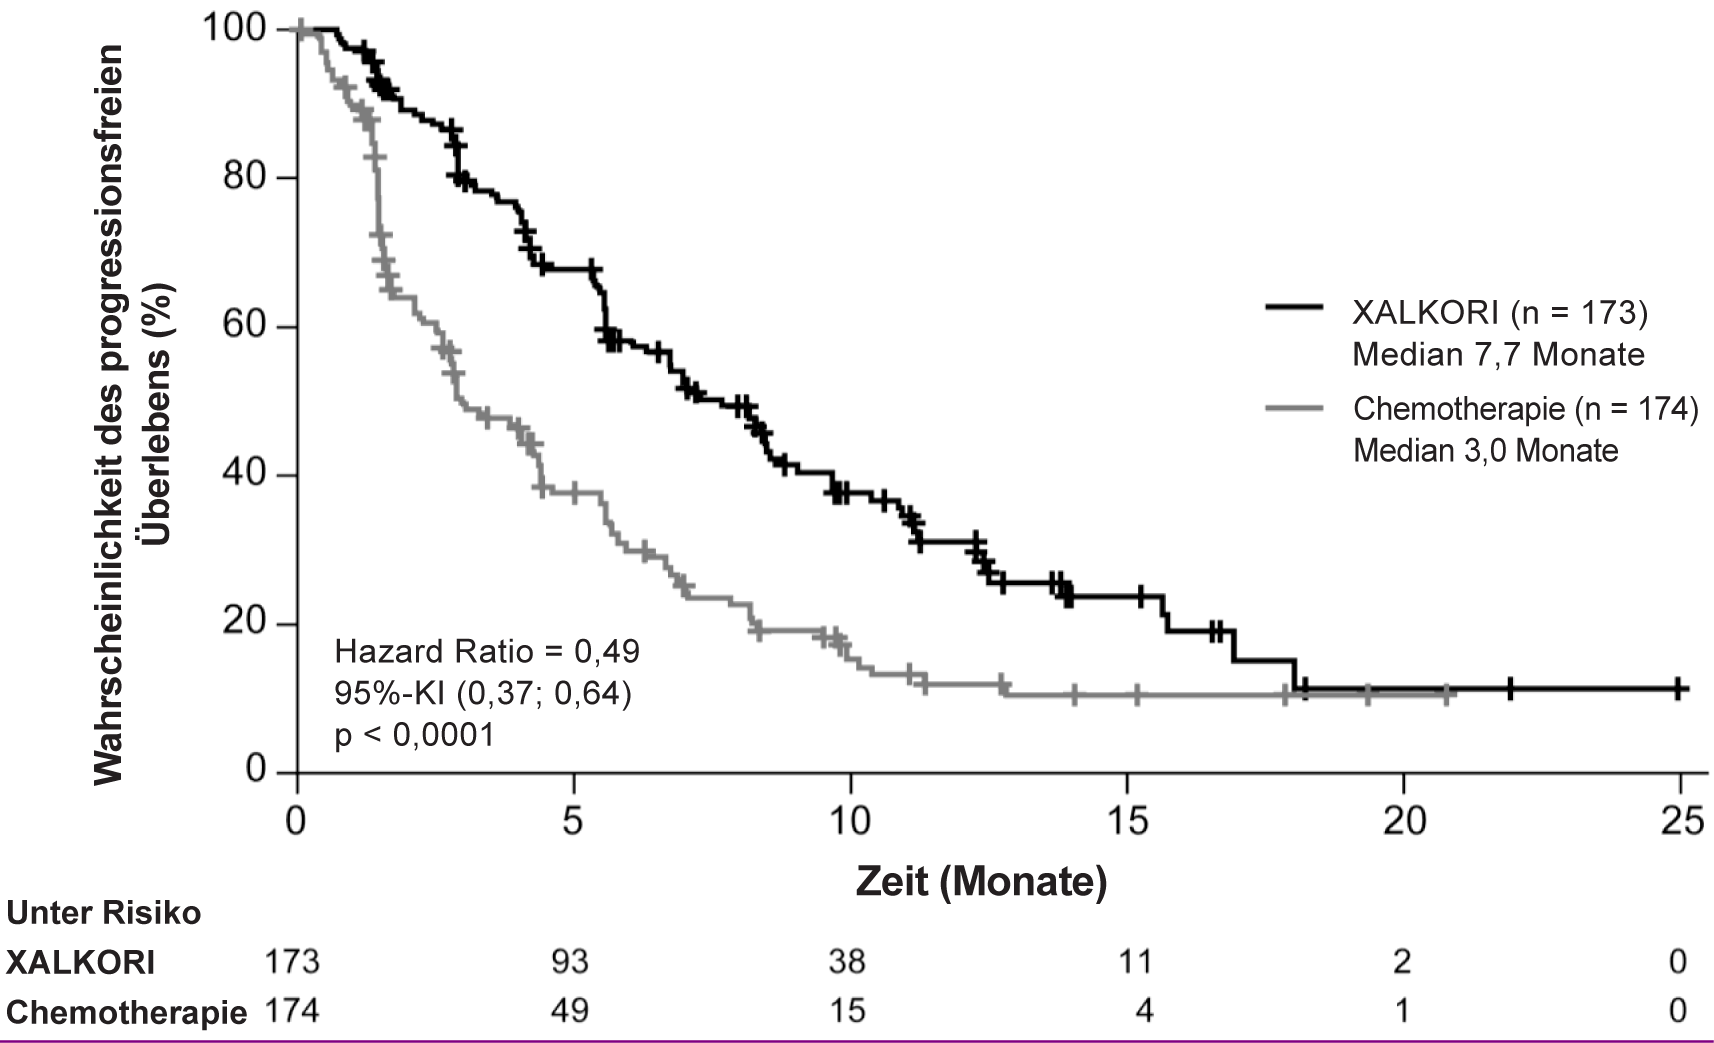 Wahrscheinlichkeit des progressionsfreien
Überlebens (%)
100
80
60
40
20
0
XALKORI (n = 173)
Median 7,7 Monate
Chemotherapie (n = 174)
Median 3,0 Monate
Hazard Ratio = 0,49
95%-KI (0,37; 0,64)
p < 0,0001
0 5 10 15 20 25
Zeit (Monate)
Unter Risiko
XALKORI 173 93 38 11 2 0
Chemotherapie 174 49 15 4 1 0